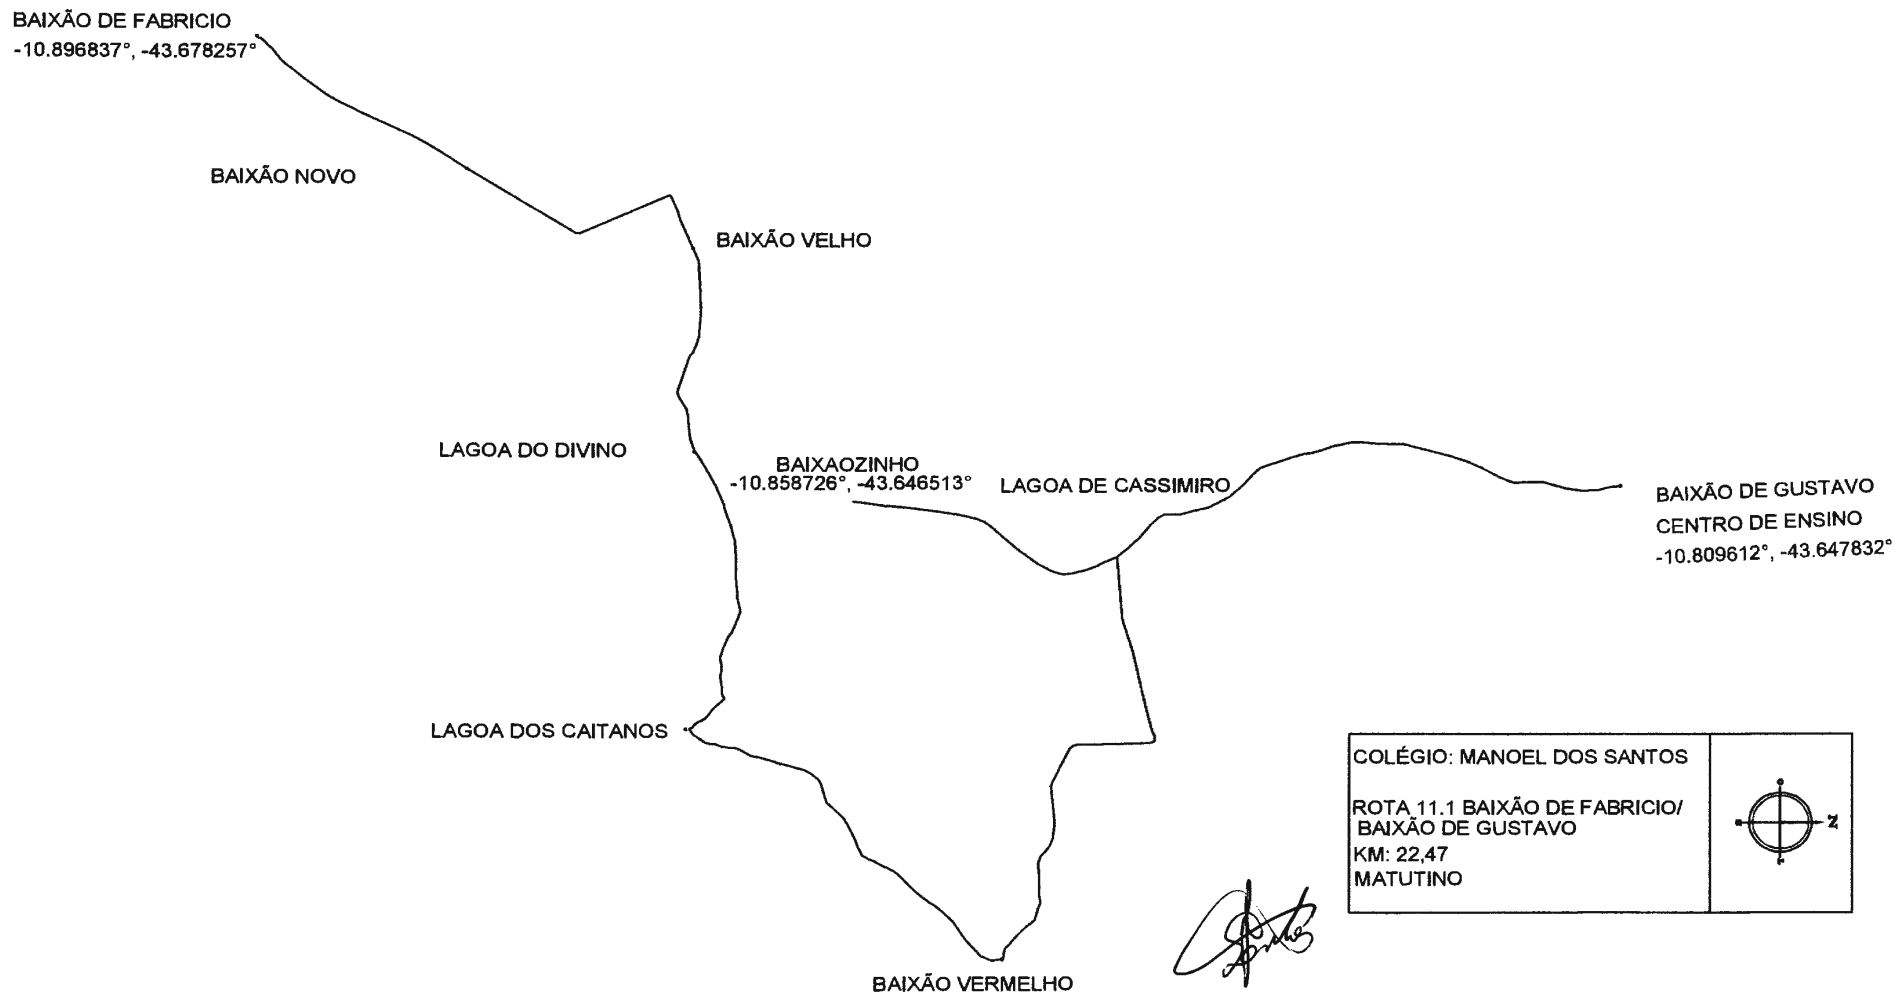 BAIXÃO DE FABRICIO
-10.896837°, -43.678257°
BAIXÃO NOVO
BAIXÃO VELHO
LAGOA DO DIVINO
BAIXAOZINHO
-10.858726°, -43.646513°
LAGOA DE CASSIMIRO
BAIXÃO DE GUSTAVO
CENTRO DE ENSINO
-10.809612°, -43.647832°
LAGOA DOS CAITANOS
BAIXÃO VERMELHO
COLÉGIO: MANOEL DOS SANTOS
ROTA 11.1 BAIXÃO DE FABRICIO/
BAIXÃO DE GUSTAVO
KM: 22,47
MATUTINO
N